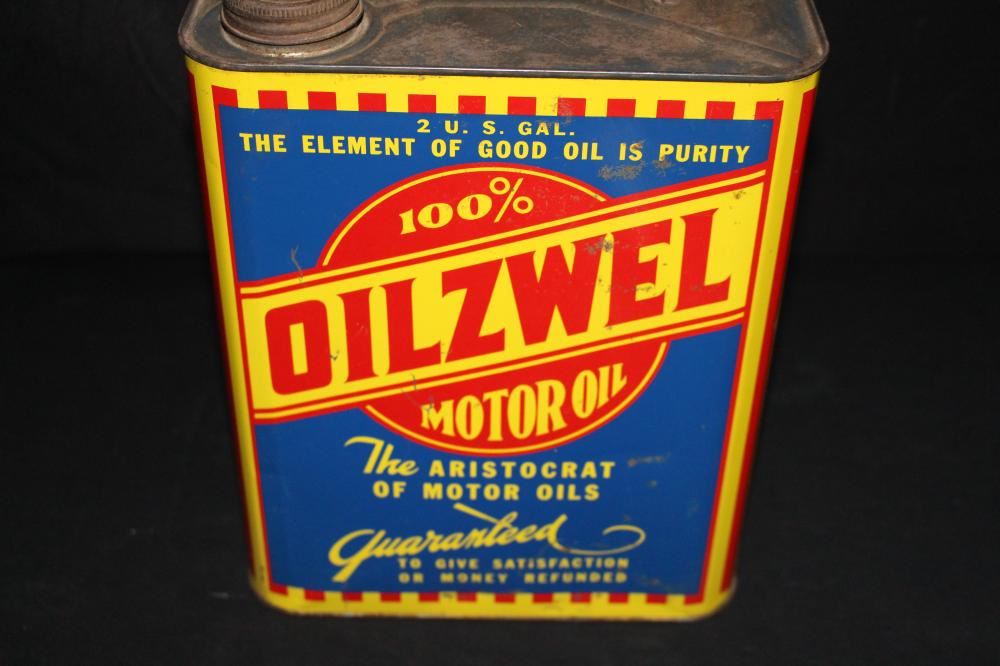 2 U. S. GAL.
THE ELEMENT OF GOOD OIL IS PURITY
100%
OILZWEL
MOTOR OIL
The ARISTOCRAT
OF MOTOR OILS
Guaranteed
TO GIVE SATISFACTION
OR MONEY REFUNDED